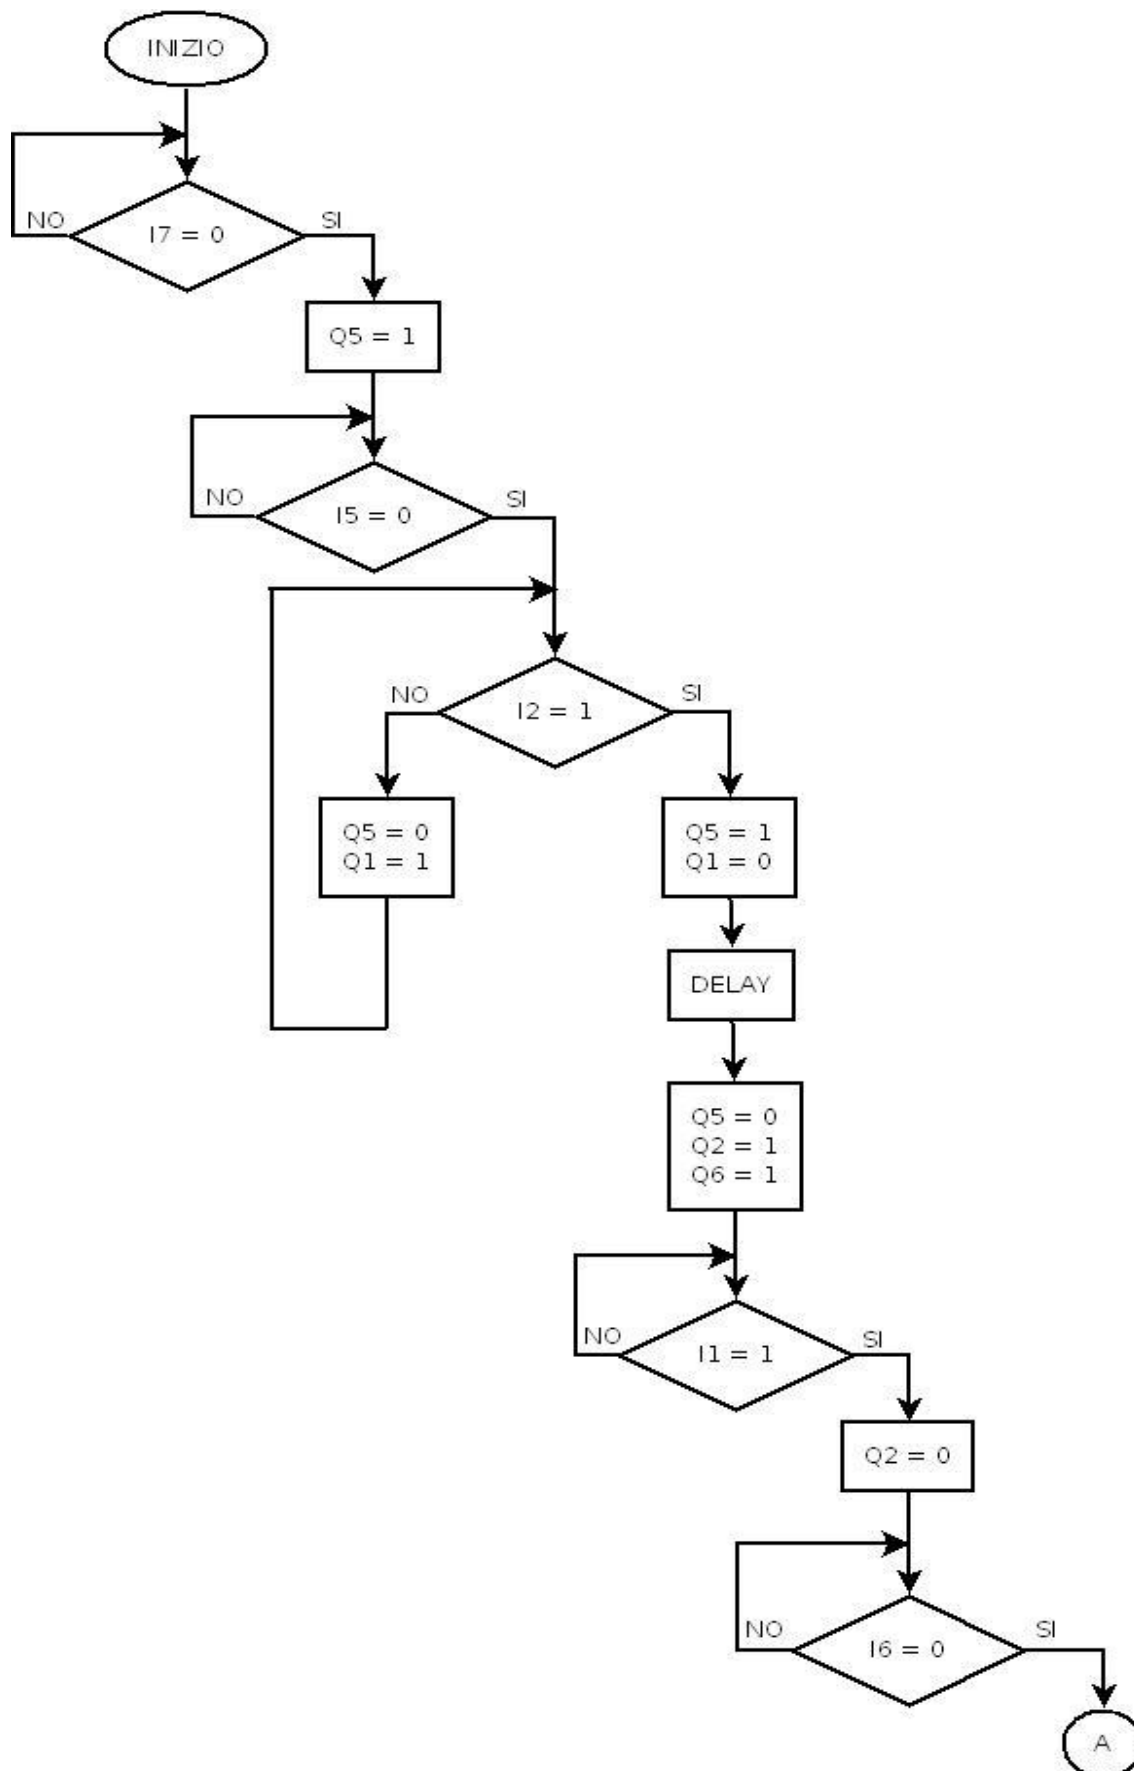 INIZIO
NO
I7 = 0
SI
Q5 = 1
NO
I5 = 0
SI
NO
I2 = 1
SI
Q5 = 0
Q1 = 1
Q5 = 1
Q1 = 0
DELAY
Q5 = 0
Q2 = 1
Q6 = 1
NO
I1 = 1
SI
Q2 = 0
NO
I6 = 0
SI
A